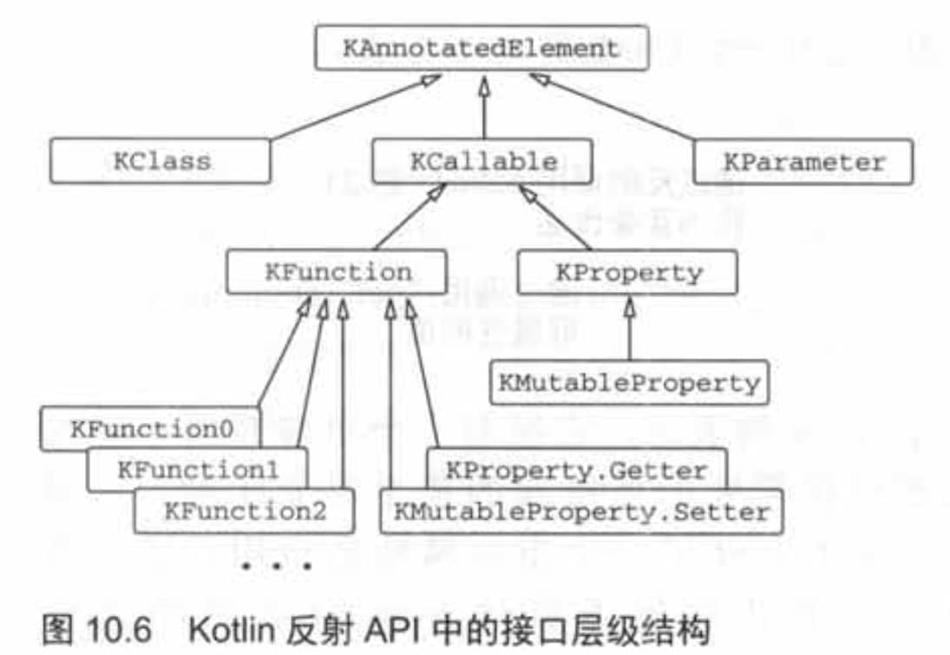 KAnnotatedElement
KClass
KCallable
KParameter
KFunction
KProperty
KMutableProperty
KFunction0
KFunction1
KProperty.Getter
KFunction2
KMutableProperty.Setter
...
图 10.6 Kotlin 反射 API 中的接口层级结构